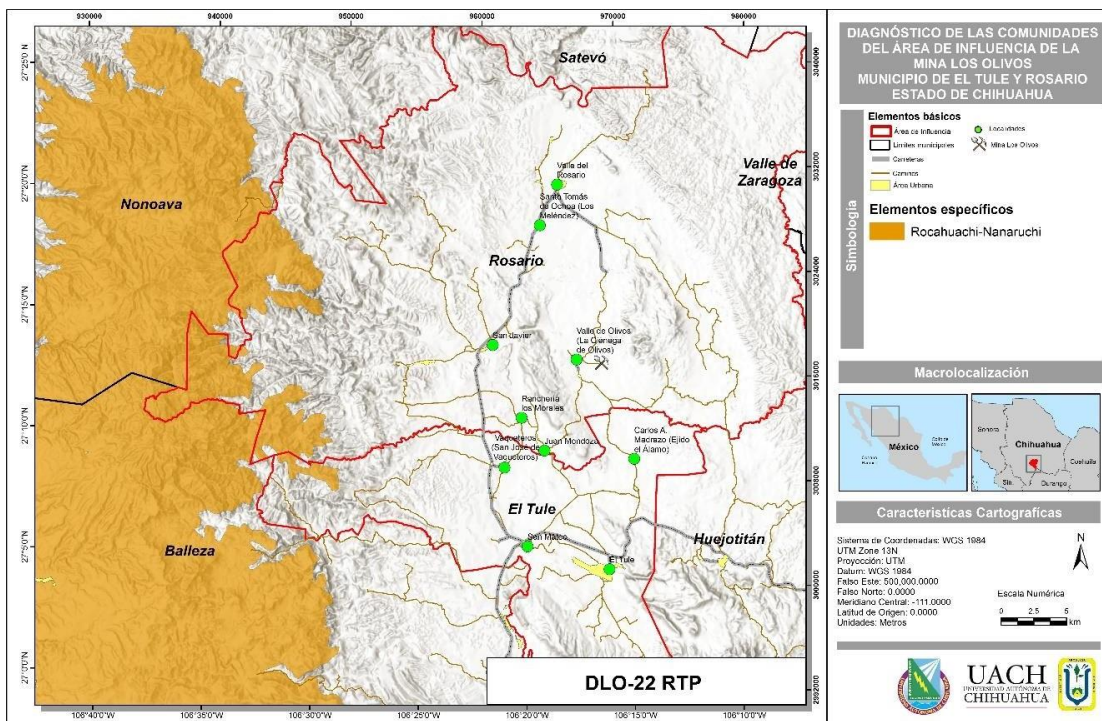 930000 940000 950000 960000 970000 980000
DIAGNÓSTICO DE LAS COMUNIDADES
DEL ÁREA DE INFLUENCIA DE LA
MINA LOS OLIVOS
MUNICIPIO DE EL TULE Y ROSARIO
ESTADO DE CHIHUAHUA
Simbología
Elementos básicos
Área de Influencia
Límites municipales
Carreteras
Caminos
Área Urbana
Localidades
Mina Los Olivos
Elementos específicos
Rocahuachi-Nanaruchi
Satevó
Valle de
Zaragoza
Nonoava
Valle del
Rosario
Santo Tomás
de Ochoa (Los
Meléndez)
Rosario
San Javier
Valle de Olivos
(La Ciénega
de Olivos)
Ranchería
los Morales
Vaqueteros
(San José de
Vaqueteros)
Juan Mendoza
Carlos A.
Madrazo (Ejido
el Álamo)
El Tule
San Mateo
El Tule
Balleza
Huejotitán
3040000
3032000
3024000
3016000
3008000
3000000
2992000
27°25'0"N
27°20'0"N
27°15'0"N
27°10'0"N
27°5'0"N
27°0'0"N
106°40'0"W 106°35'0"W 106°30'0"W 106°25'0"W 106°20'0"W 106°15'0"W 106°10'0"W
DLO-22 RTP
Macrolocalización
México
Sonora
Chihuahua
Coahuila
Sin.
Durango
Características Cartograficas
Sistema de Coordenadas: WGS 1984
UTM Zone 13N
Proyección: UTM
Datum: WGS 1984
Falso Este: 500,000.0000
Falso Norte: 0.0000
Meridiano Central: -111.0000
Latitud de Origen: 0.0000
Unidades: Metros
N
Escala Numérica
0 2.5 5
km
UACH
UNIVERSIDAD AUTÓNOMA DE
CHIHUAHUA